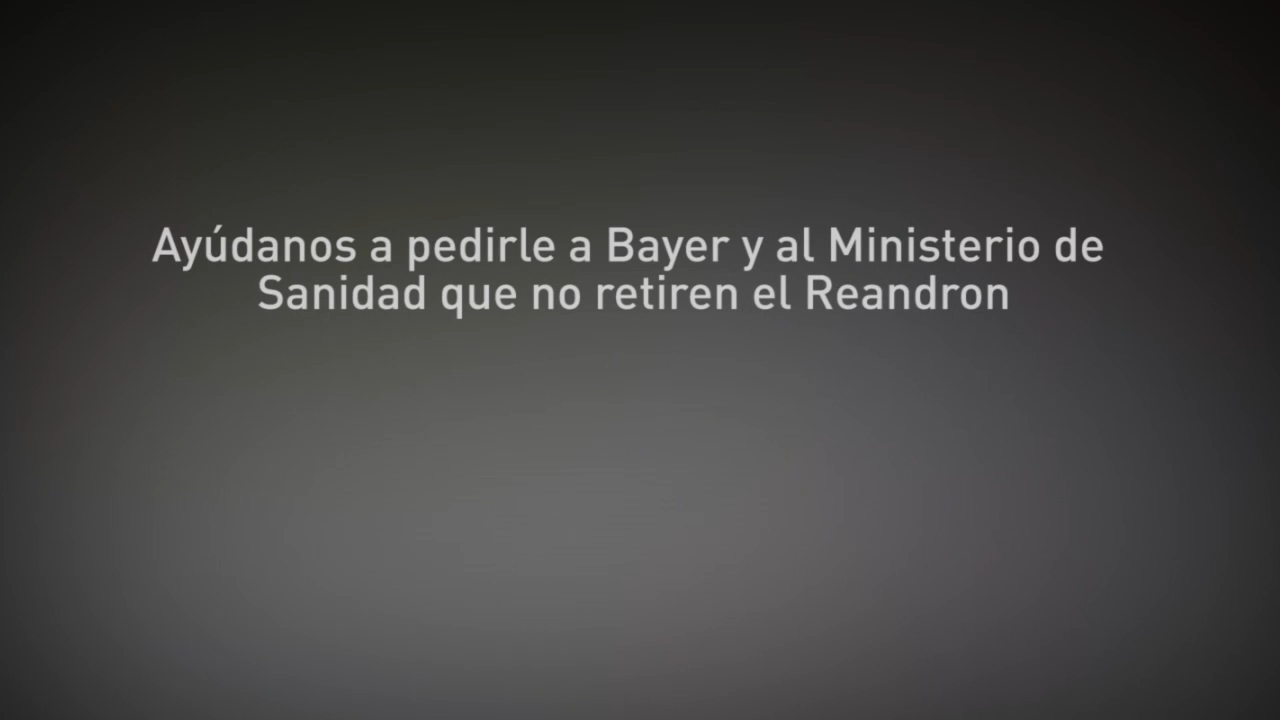 Ayúdanos a pedirle a Bayer y al Ministerio de
Sanidad que no retiren el Reandron